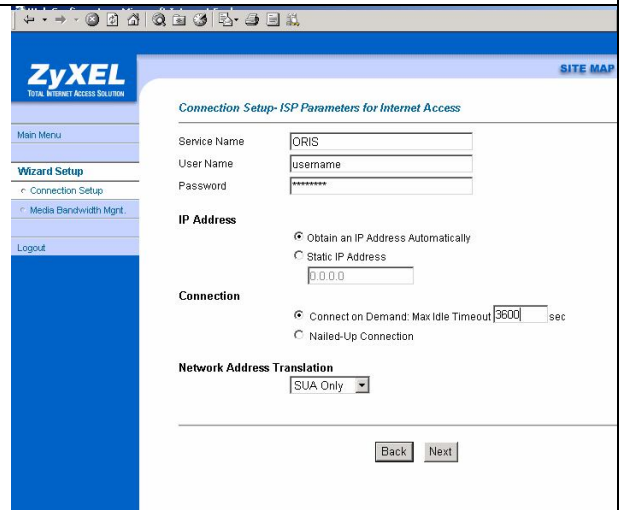 SITE MAP
ZyXEL
TOTAL INTERNET ACCESS SOLUTION
Main Menu
Wizard Setup
Connection Setup
Media Bandwidth Mgnt.
Logout
Connection Setup- ISP Parameters for Internet Access
Service Name ORIS
User Name username
Password ********
IP Address
Obtain an IP Address Automatically
Static IP Address
0.0.0.0
Connection
Connect on Demand: Max Idle Timeout 3600 sec
Nailed-Up Connection
Network Address Translation
SUA Only
Back Next